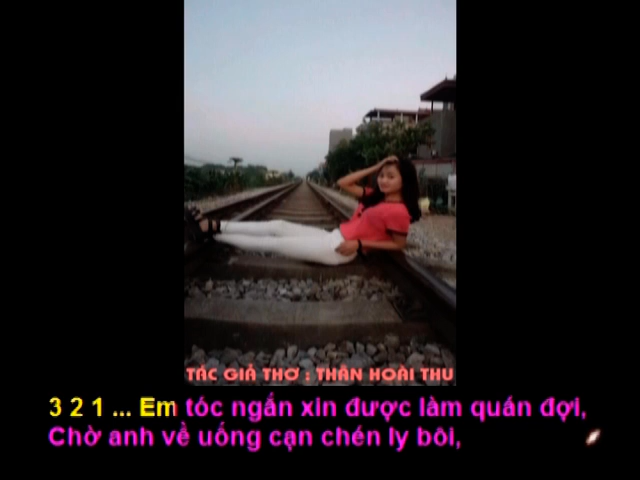 TÁC GIẢ THƠ : THÂN HOÀI THU
3 2 1 ... Em tóc ngắn xin được làm quán đợi,
Chờ anh về uống cạn chén ly bôi,